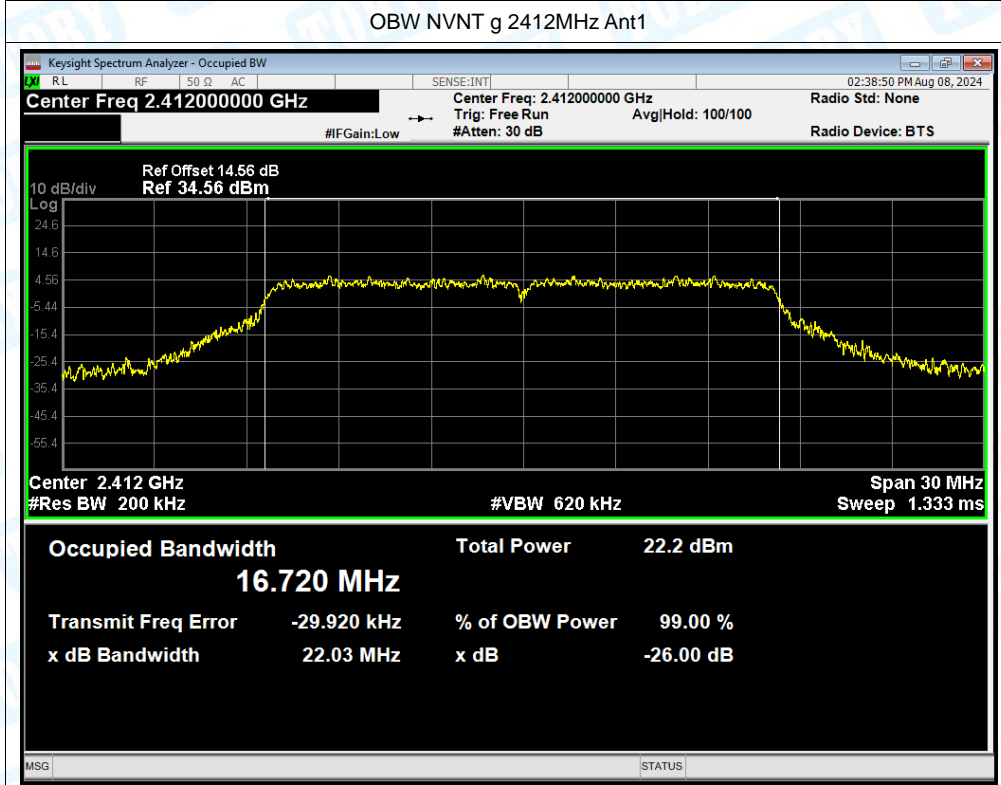 OBW NVNT g 2412MHz Ant1
Keysight Spectrum Analyzer - Occupied BW
LXI RL RF 50 Ω AC SENSE:INT 02:38:50 PM Aug 08, 2024
Center Freq 2.412000000 GHz Center Freq: 2.412000000 GHz Radio Std: None
Trig: Free Run Avg|Hold: 100/100
#IFGain:Low #Atten: 30 dB Radio Device: BTS
Ref Offset 14.56 dB
10 dB/div Ref 34.56 dBm
Log
24.6
14.6
4.56
-5.44
-15.4
-25.4
-35.4
-45.4
-55.4
Center 2.412 GHz Span 30 MHz
#Res BW 200 kHz #VBW 620 kHz Sweep 1.333 ms
Occupied Bandwidth Total Power 22.2 dBm
16.720 MHz
Transmit Freq Error -29.920 kHz % of OBW Power 99.00 %
x dB Bandwidth 22.03 MHz x dB -26.00 dB
MSG STATUS